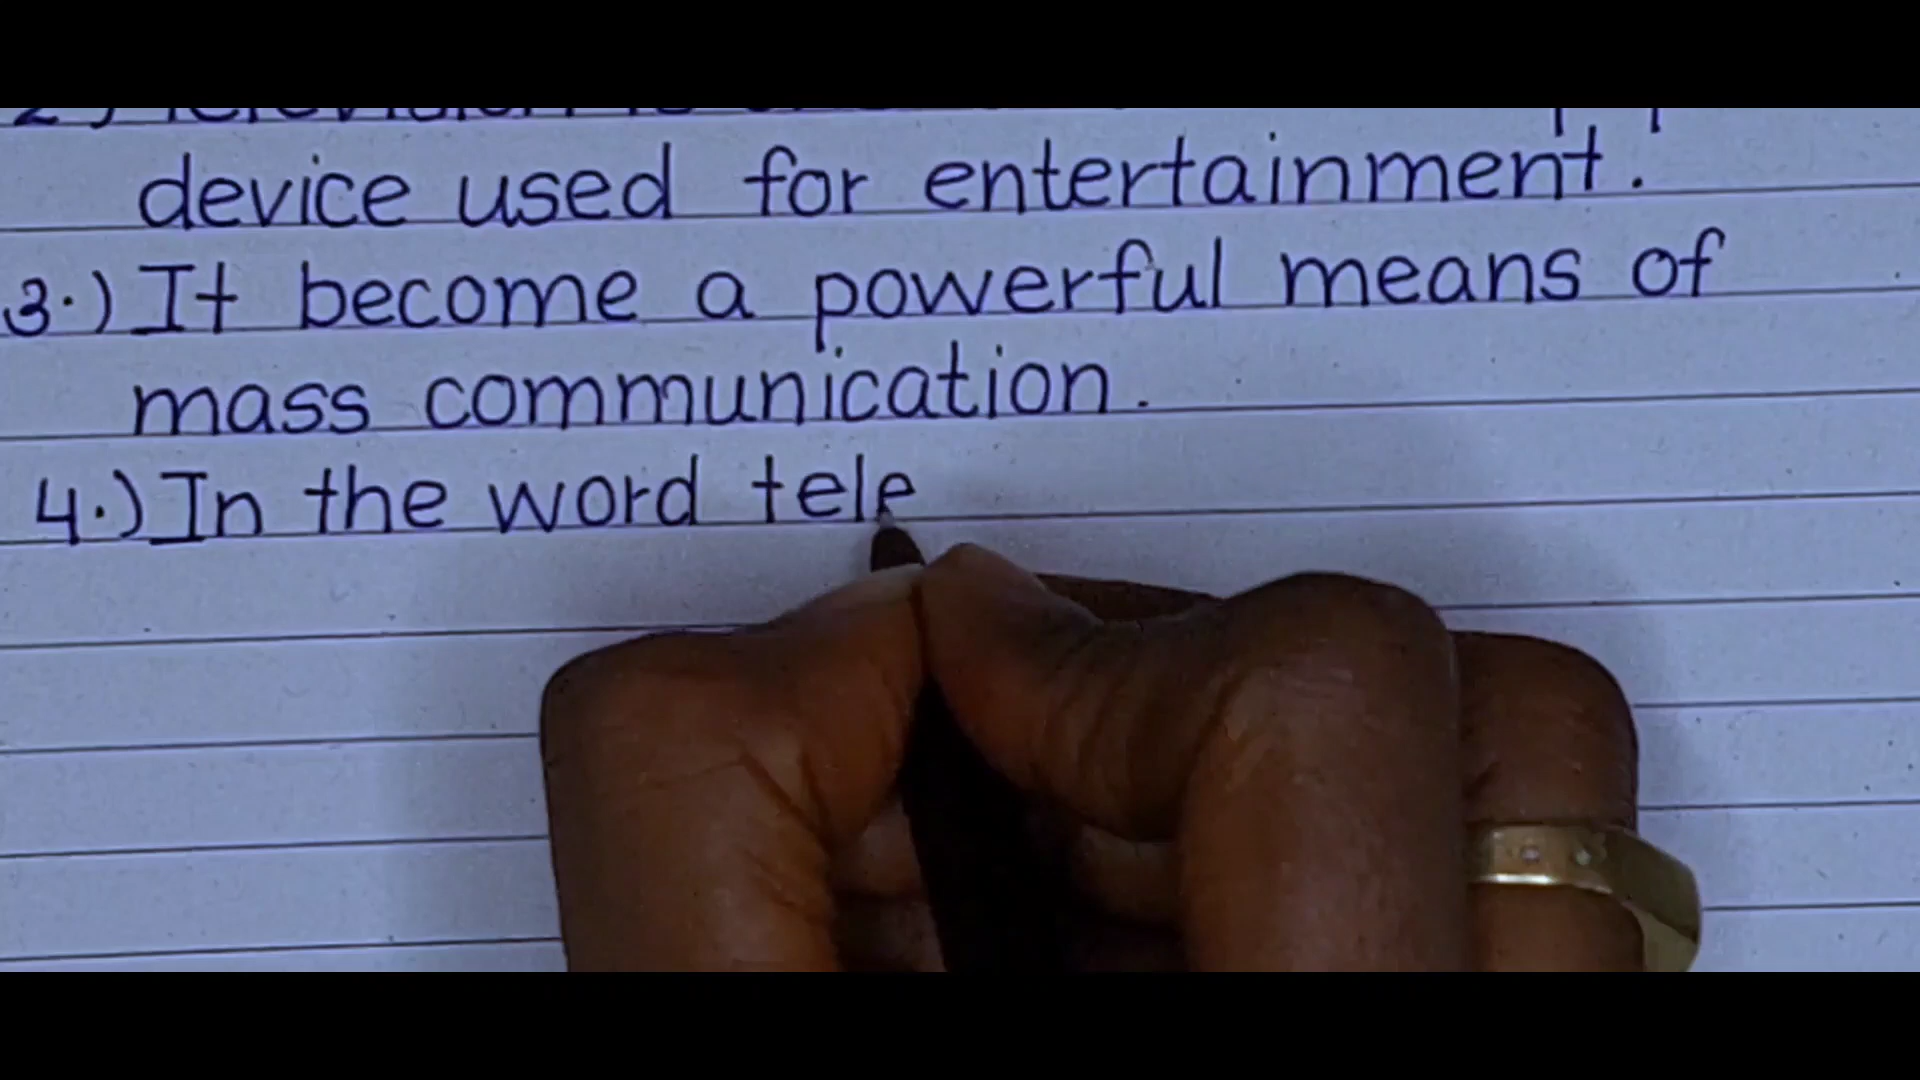 device used for entertainment.
3.) It become a powerful means of
mass communication.
4.) In the word tele